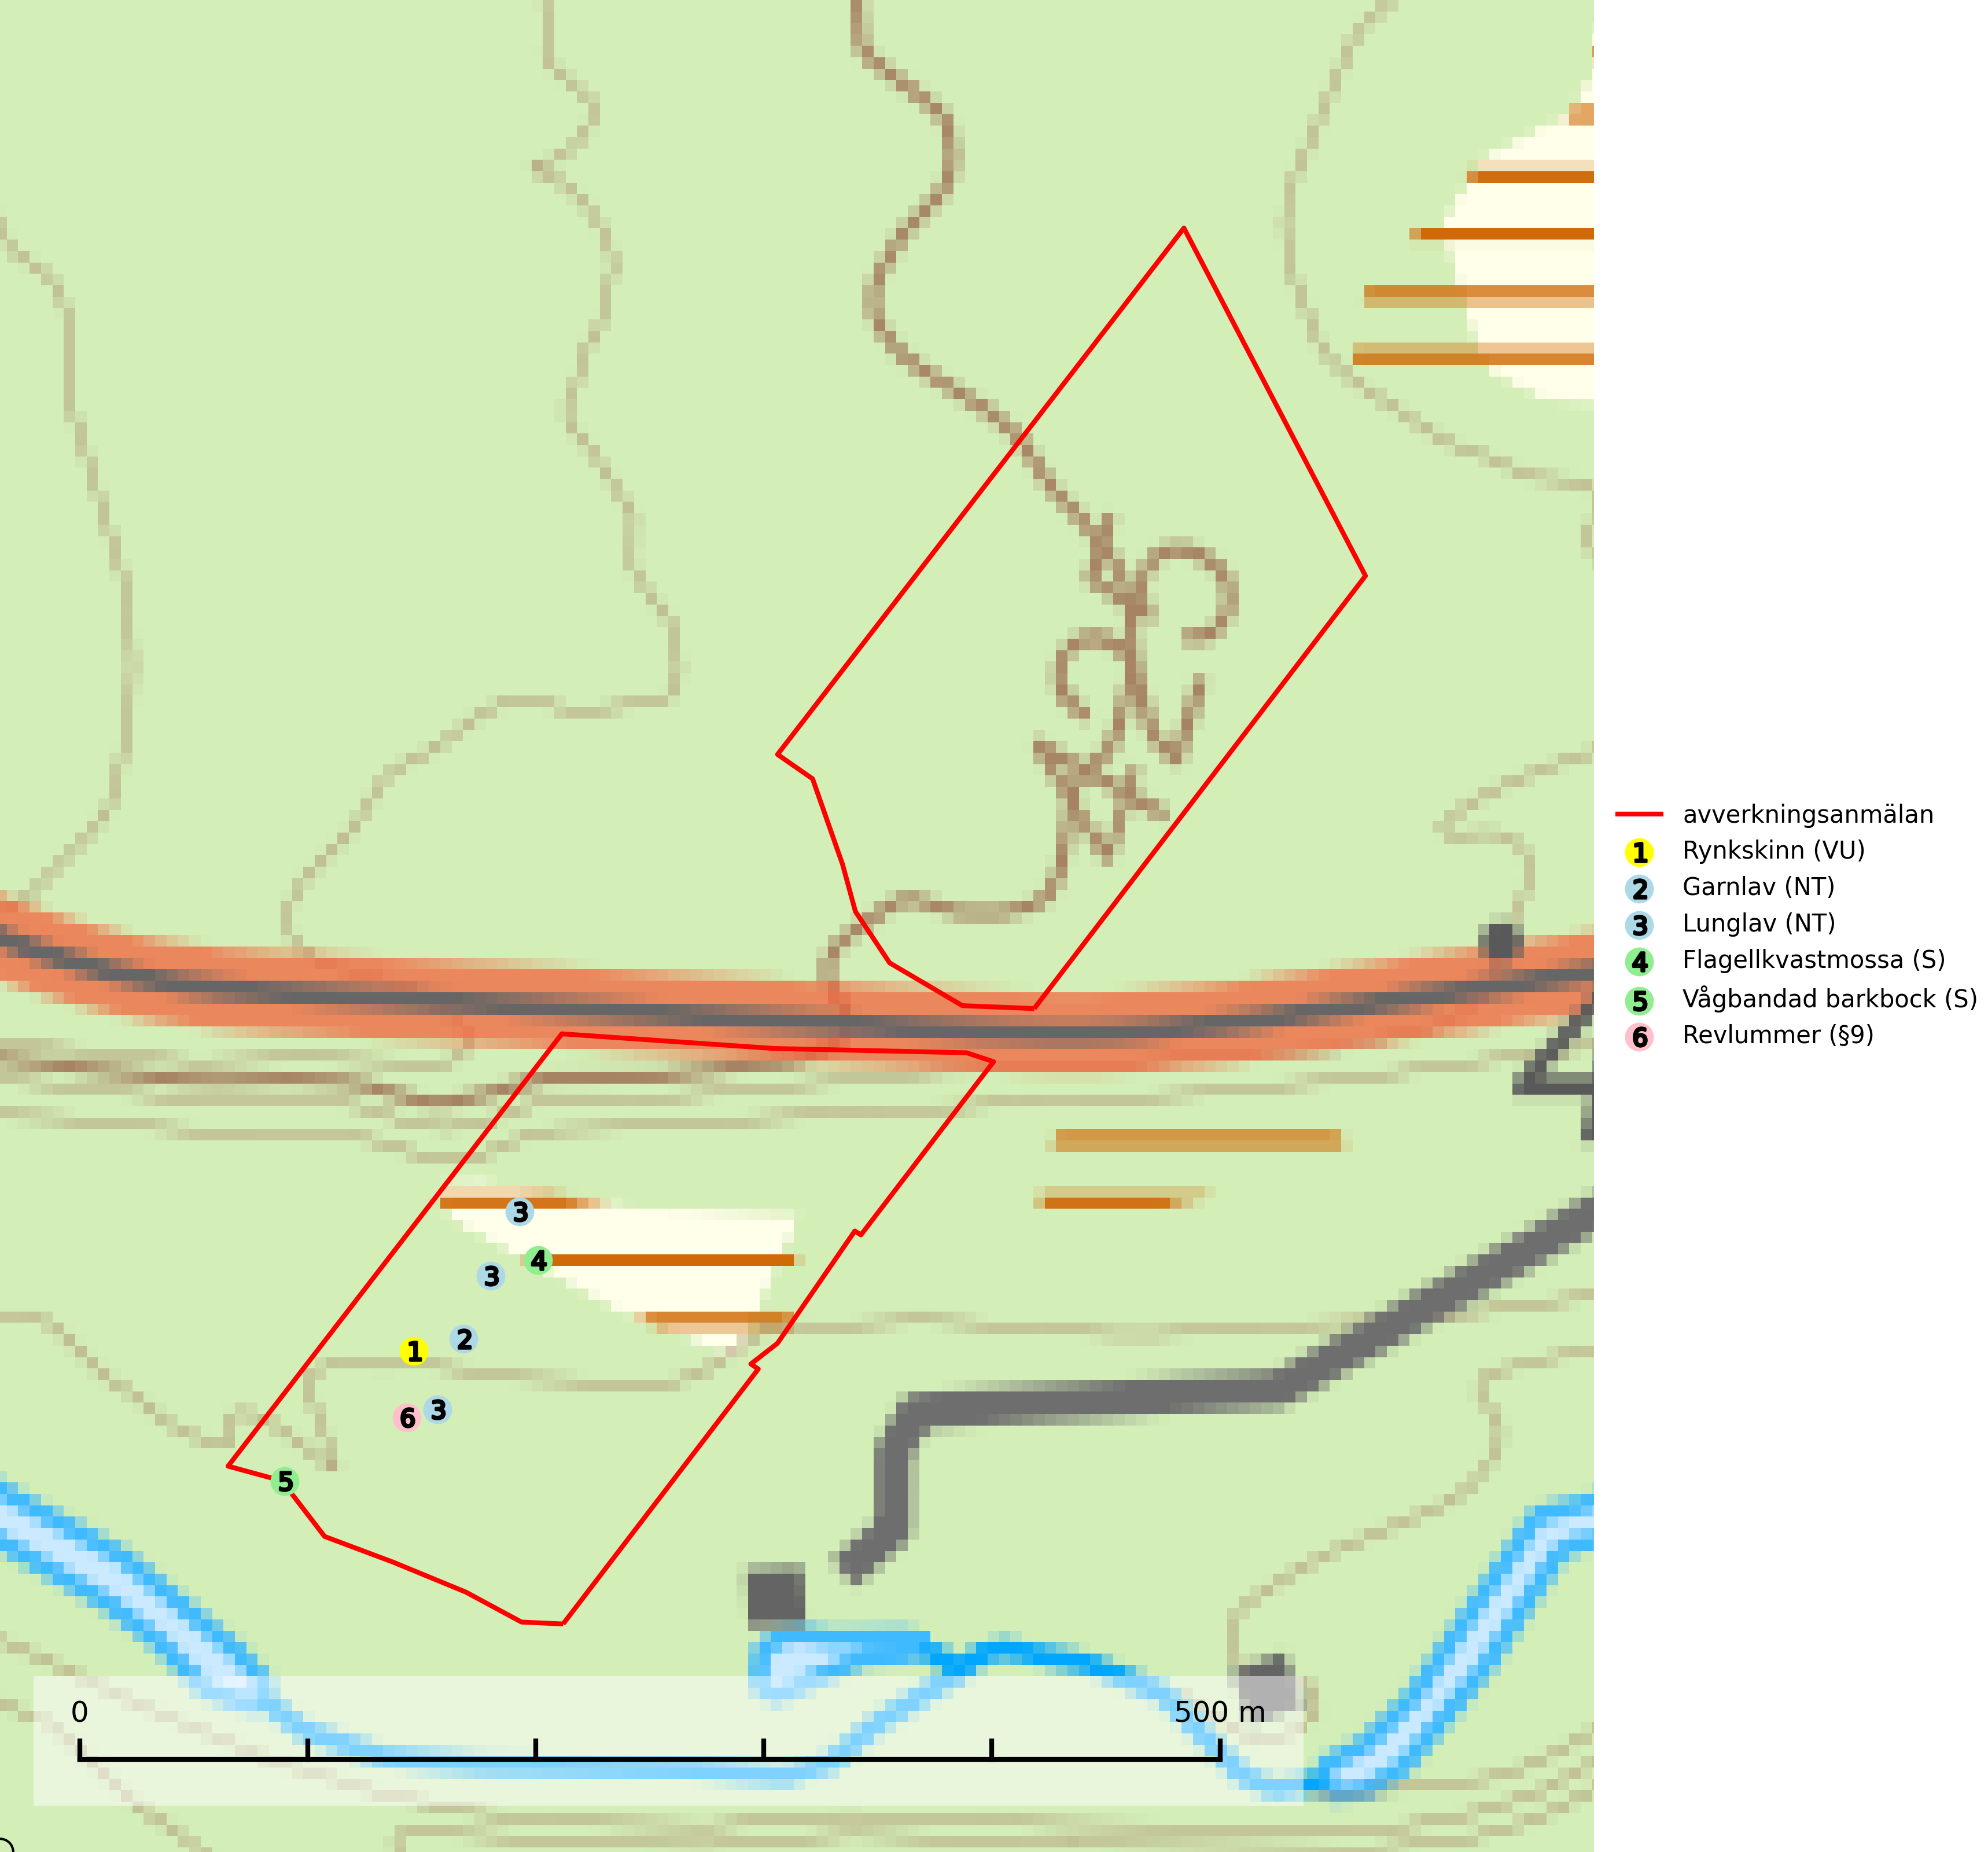 3
4
3
2
1
3
6
5
0 500 m
avverkningsanmälan
1 Rynkskinn (VU)
2 Garnlav (NT)
3 Lunglav (NT)
4 Flagellkvastmossa (S)
5 Vågbandad barkbock (S)
6 Revlummer (§9)